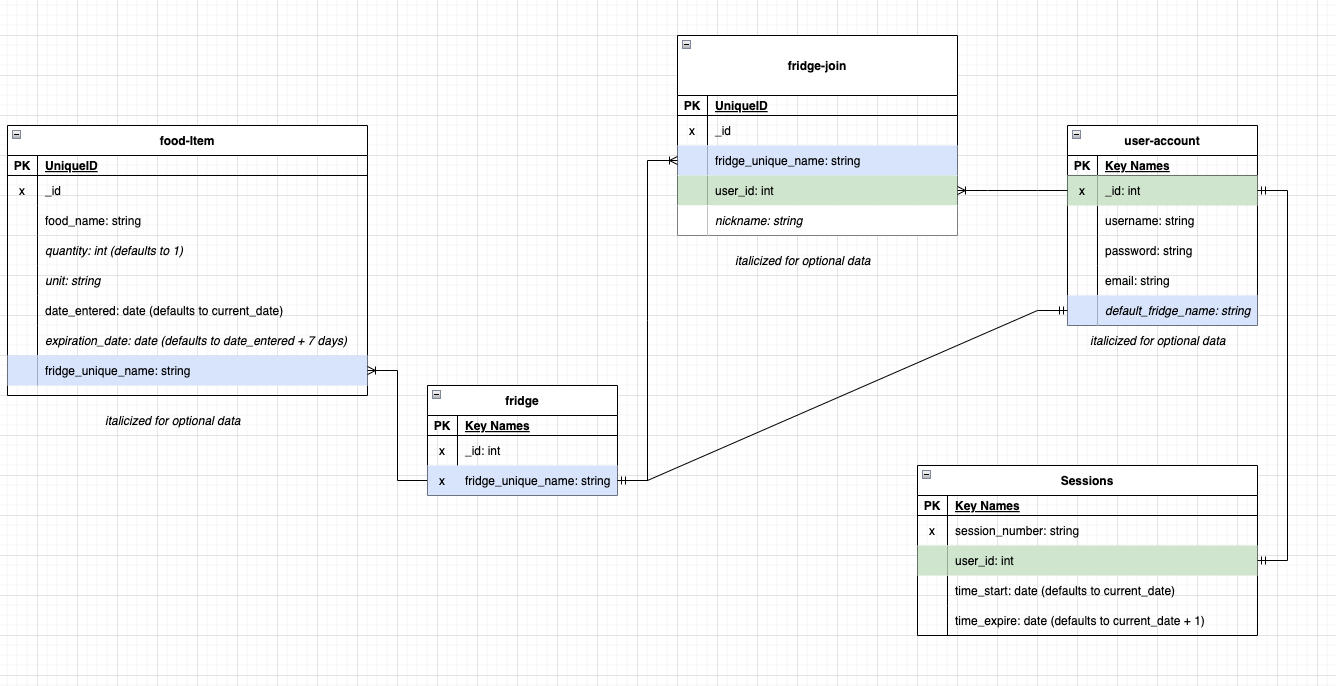 food-Item
PK UniqueID
x _id
food_name: string
quantity: int (defaults to 1)
unit: string
date_entered: date (defaults to current_date)
expiration_date: date (defaults to date_entered + 7 days)
fridge_unique_name: string
italicized for optional data
fridge
PK Key Names
x _id: int
x fridge_unique_name: string
fridge-join
PK UniqueID
x _id
fridge_unique_name: string
user_id: int
nickname: string
italicized for optional data
user-account
PK Key Names
x _id: int
username: string
password: string
email: string
default_fridge_name: string
italicized for optional data
Sessions
PK Key Names
x session_number: string
user_id: int
time_start: date (defaults to current_date)
time_expire: date (defaults to current_date + 1)